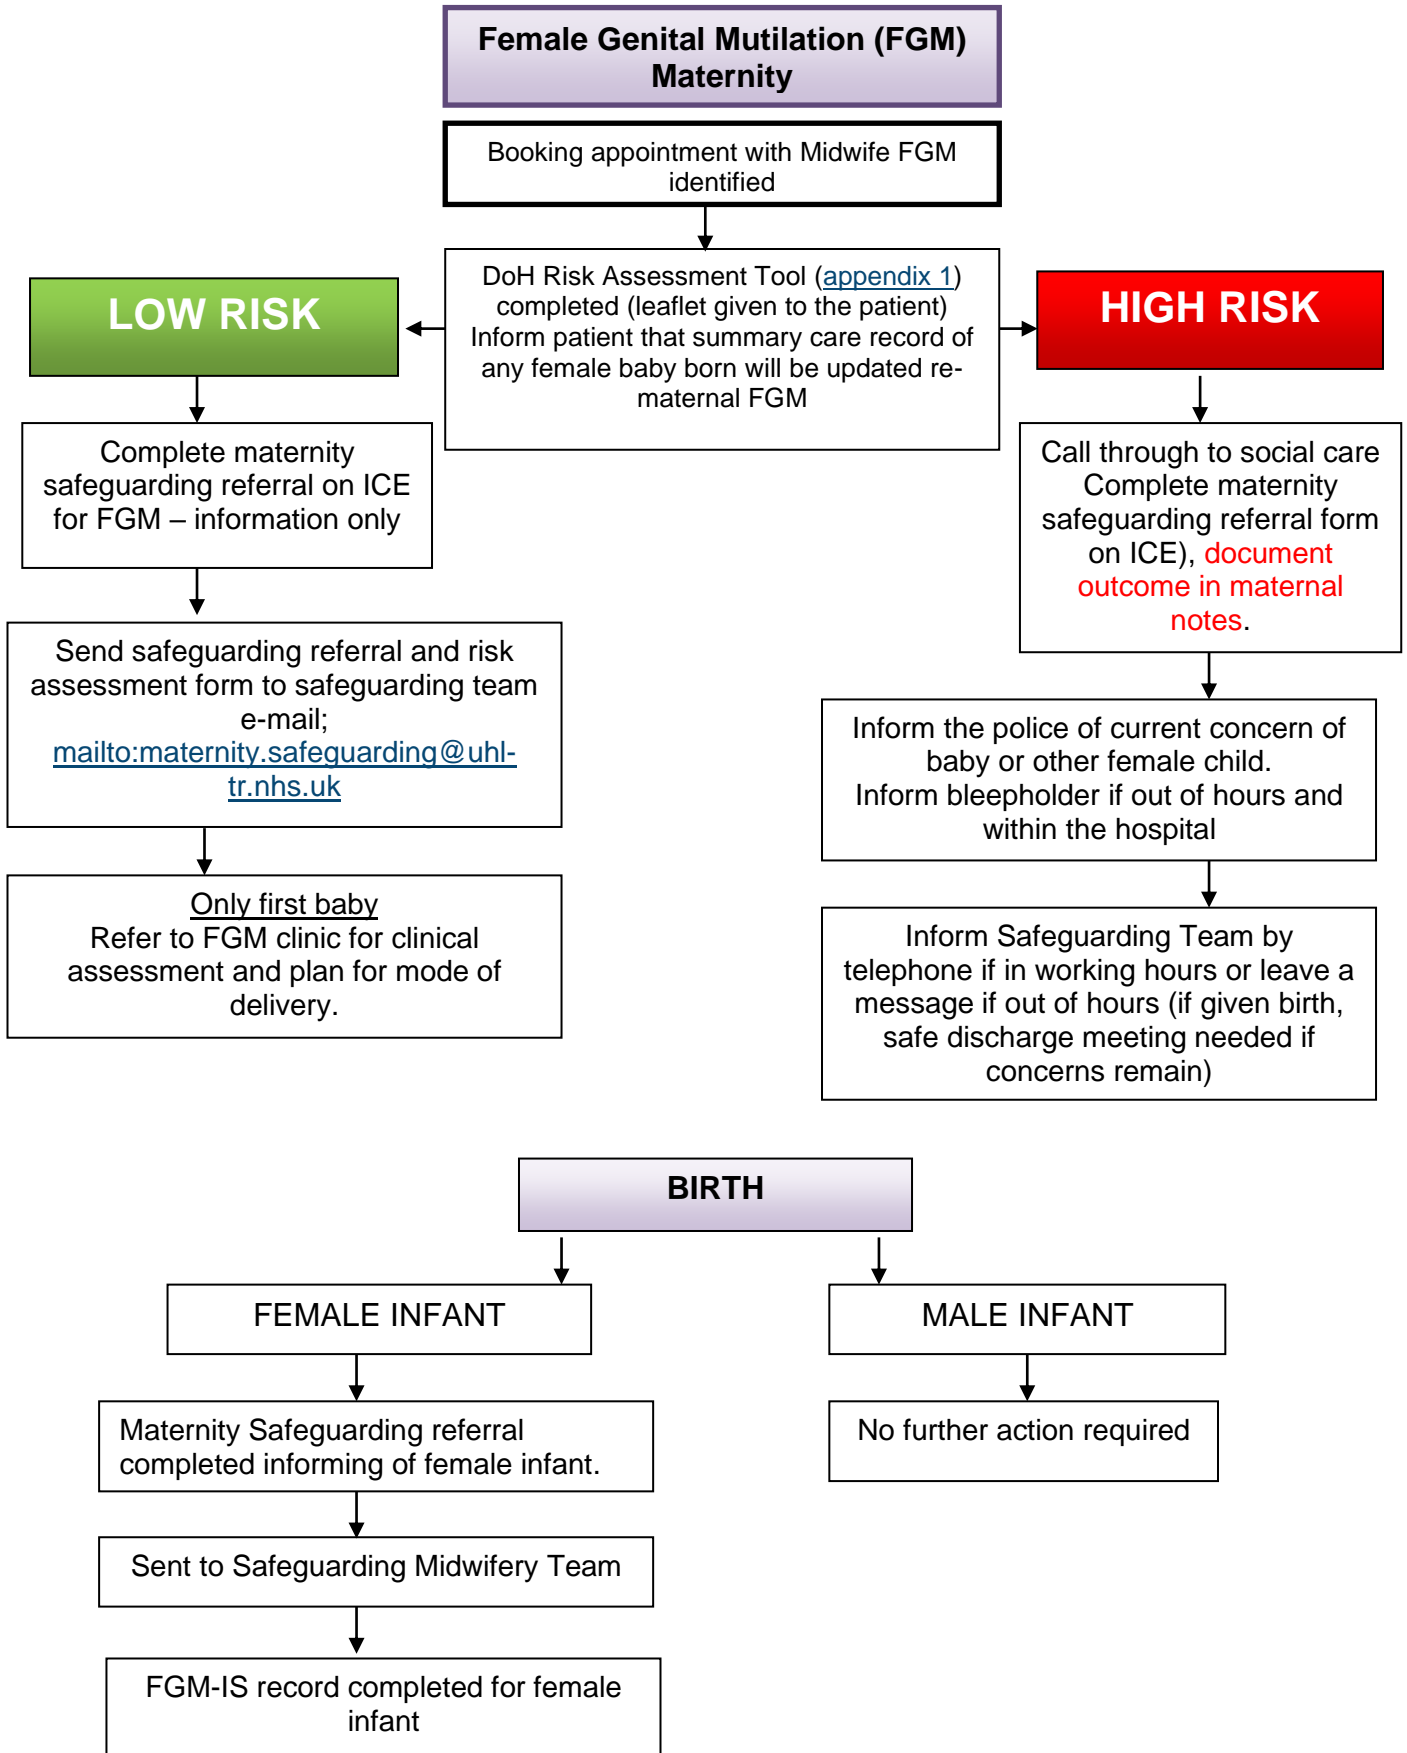 Female Genital Mutilation (FGM)
Maternity
Booking appointment with Midwife FGM
identified
DoH Risk Assessment Tool (appendix 1)
completed (leaflet given to the patient)
Inform patient that summary care record of
any female baby born will be updated re-
maternal FGM
LOW RISK
Complete maternity
safeguarding referral on ICE
for FGM – information only
Send safeguarding referral and risk
assessment form to safeguarding team
e-mail;
mailto:maternity.safeguarding@uhl-
tr.nhs.uk
Only first baby
Refer to FGM clinic for clinical
assessment and plan for mode of
delivery.
HIGH RISK
Call through to social care
Complete maternity
safeguarding referral form
on ICE), document
outcome in maternal
notes.
Inform the police of current concern of
baby or other female child.
Inform bleepholder if out of hours and
within the hospital
Inform Safeguarding Team by
telephone if in working hours or leave a
message if out of hours (if given birth,
safe discharge meeting needed if
concerns remain)
BIRTH
FEMALE INFANT
Maternity Safeguarding referral
completed informing of female infant.
Sent to Safeguarding Midwifery Team
FGM-IS record completed for female
infant
MALE INFANT
No further action required